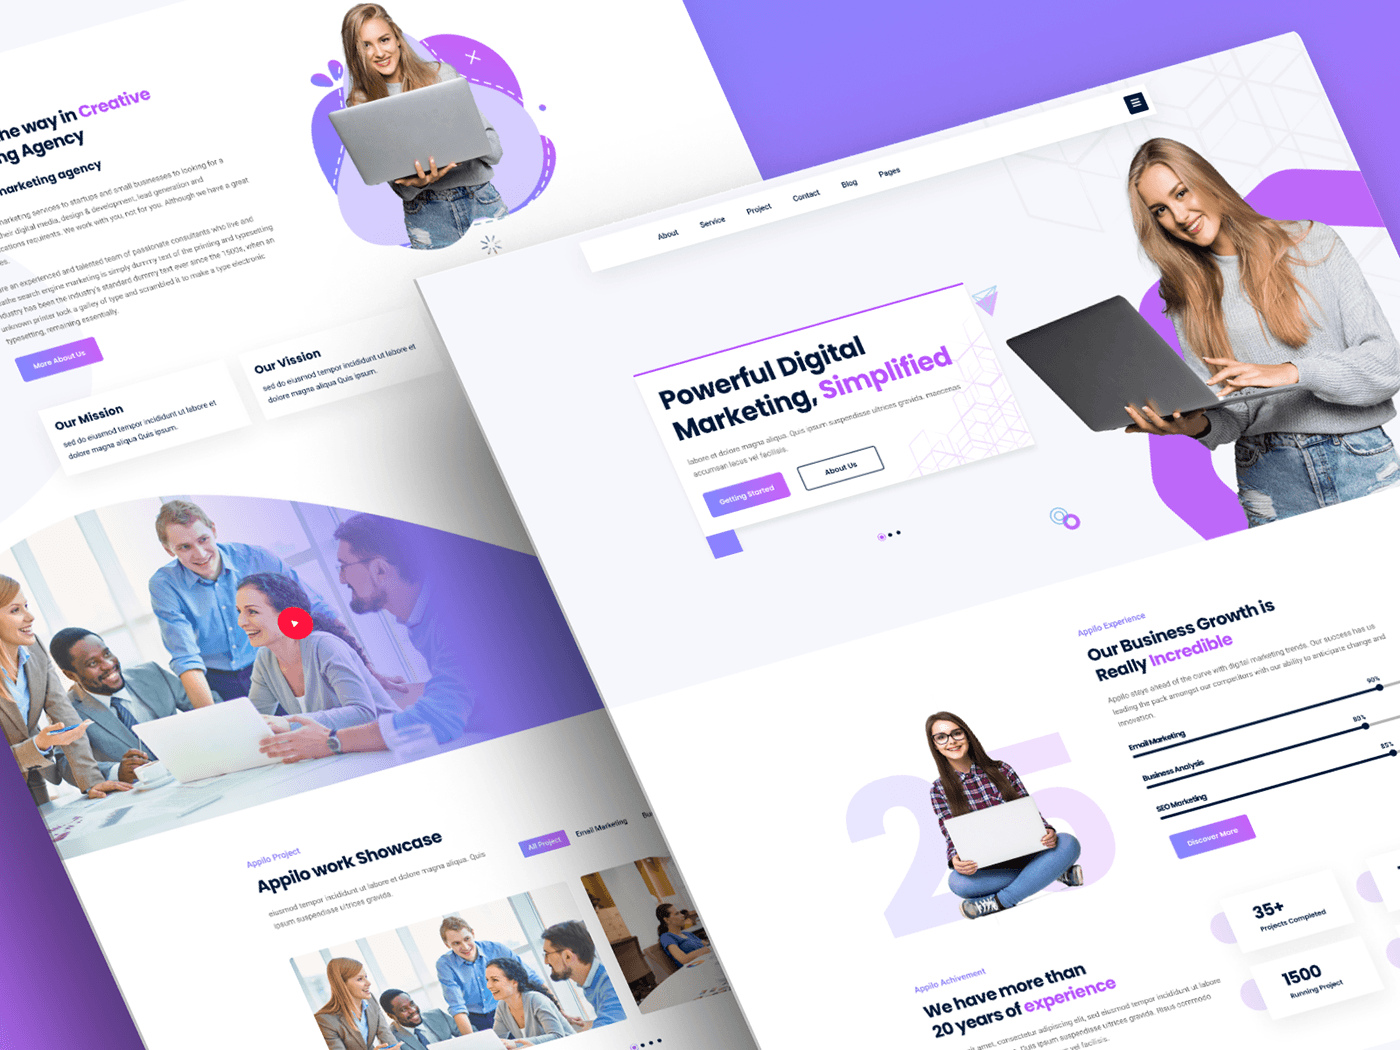 he way in Creative
ng Agency
marketing agency
marketing services to startups and small businesses to looking for a
their digital media, design & development, lead generation and
cations requirents. We work with you, not for you. Although we have a great
es.
are an experienced and talented team of passionate consultants who live and
search engine marketing is simply dummy text of the printing and typesetting
industry has been the industry's standard dummy text ever since the 1500s, when an
unknown printer took a galley of type and scrambled it to make a type electronic
typesetting, remaining essentially.
More About Us
Our Mission
sed do eiusmod tempor incididunt ut labore et
dolore magna aliqua Quis ipsum.
Our Vission
sed do eiusmod tempor incididunt ut labore et
dolore magna aliqua Quis ipsum.
Appilo Project
Appilo work Showcase
eiusmod tempor incididunt ut labore et dolore magna aliqua. Quis
ipsum suspendisse ultrices gravida.
All Project
Email Marketing
Bu
About
Service
Project
Contact
Blog
Pages
Powerful Digital
Marketing, Simplified
labore et dolore magna aliqua. Quis ipsum suspendisse ultrices gravida. maecenas
accumsan lacus vel facilisis.
Getting Started
About Us
Appilo Experience
Our Business Growth is
Really Incredible
Appilo stays ahead of the curve with digital marketing trends. Our success has us
leading the pack amongst our competitors with our ability to anticipate change and
innovation.
Email Marketing
90%
Business Analysis
80%
SEO Marketing
85%
Discover More
25
35+
Projects Completed
1500
Running Project
Appilo Achivement
We have more than
20 years of experience
amet, consectetur adipiscing elit, sed eiusmod tempor incididunt ut labore
Quis ipsum suspendisse ultrices gravida. Risus commodo
vel facilisis.